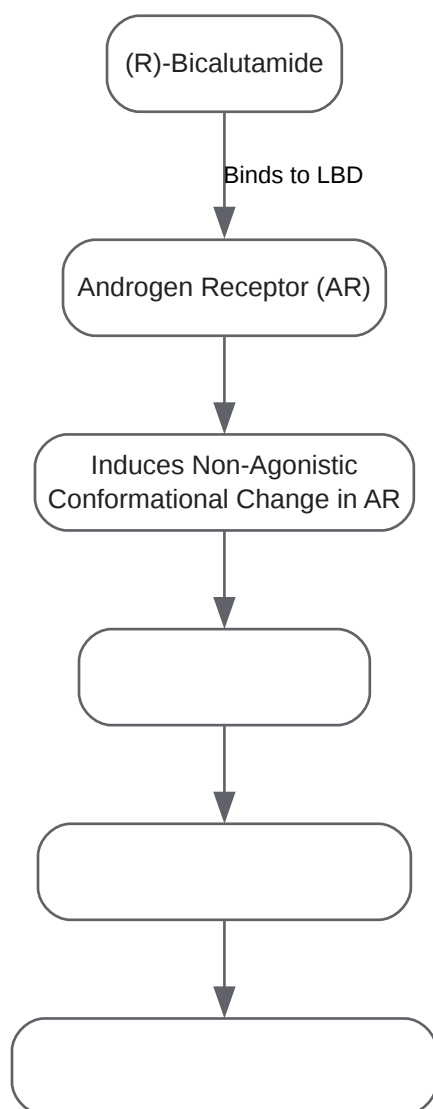 (R)-Bicalutamide
Binds to LBD
Androgen Receptor (AR)
Induces Non-Agonistic
Conformational Change in AR